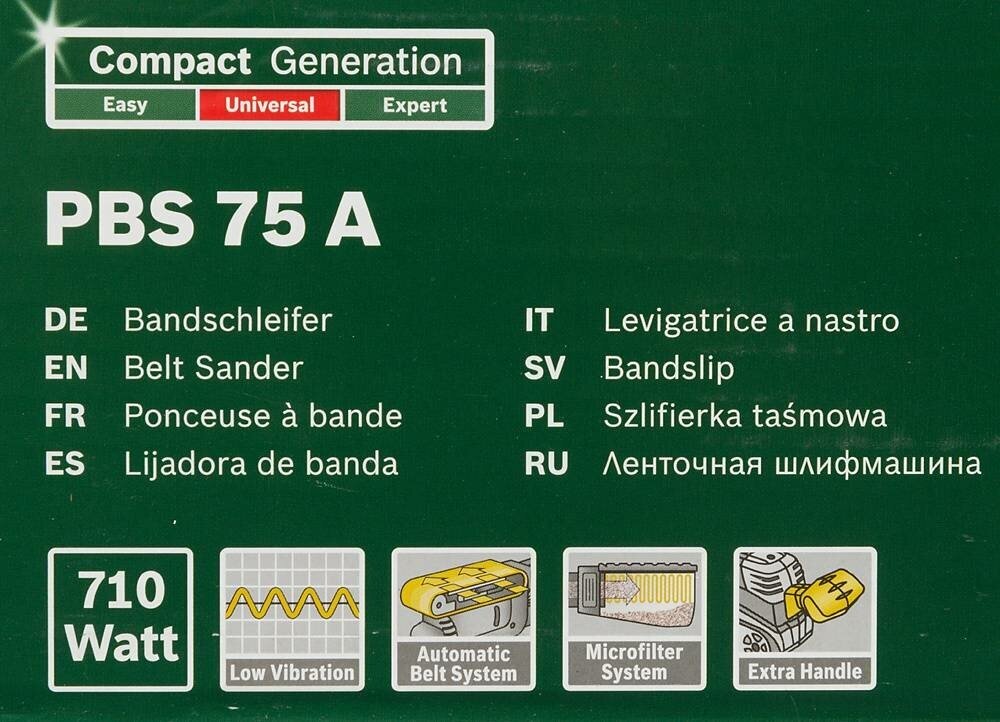 Compact Generation
Easy Universal Expert
PBS 75 A
DE Bandschleifer
EN Belt Sander
FR Ponceuse à bande
ES Lijadora de banda
IT Levigatrice a nastro
SV Bandslip
PL Szlifierka taśmowa
RU Ленточная шлифмашина
710
Watt
Low Vibration
Automatic
Belt System
Microfilter
System
Extra Handle